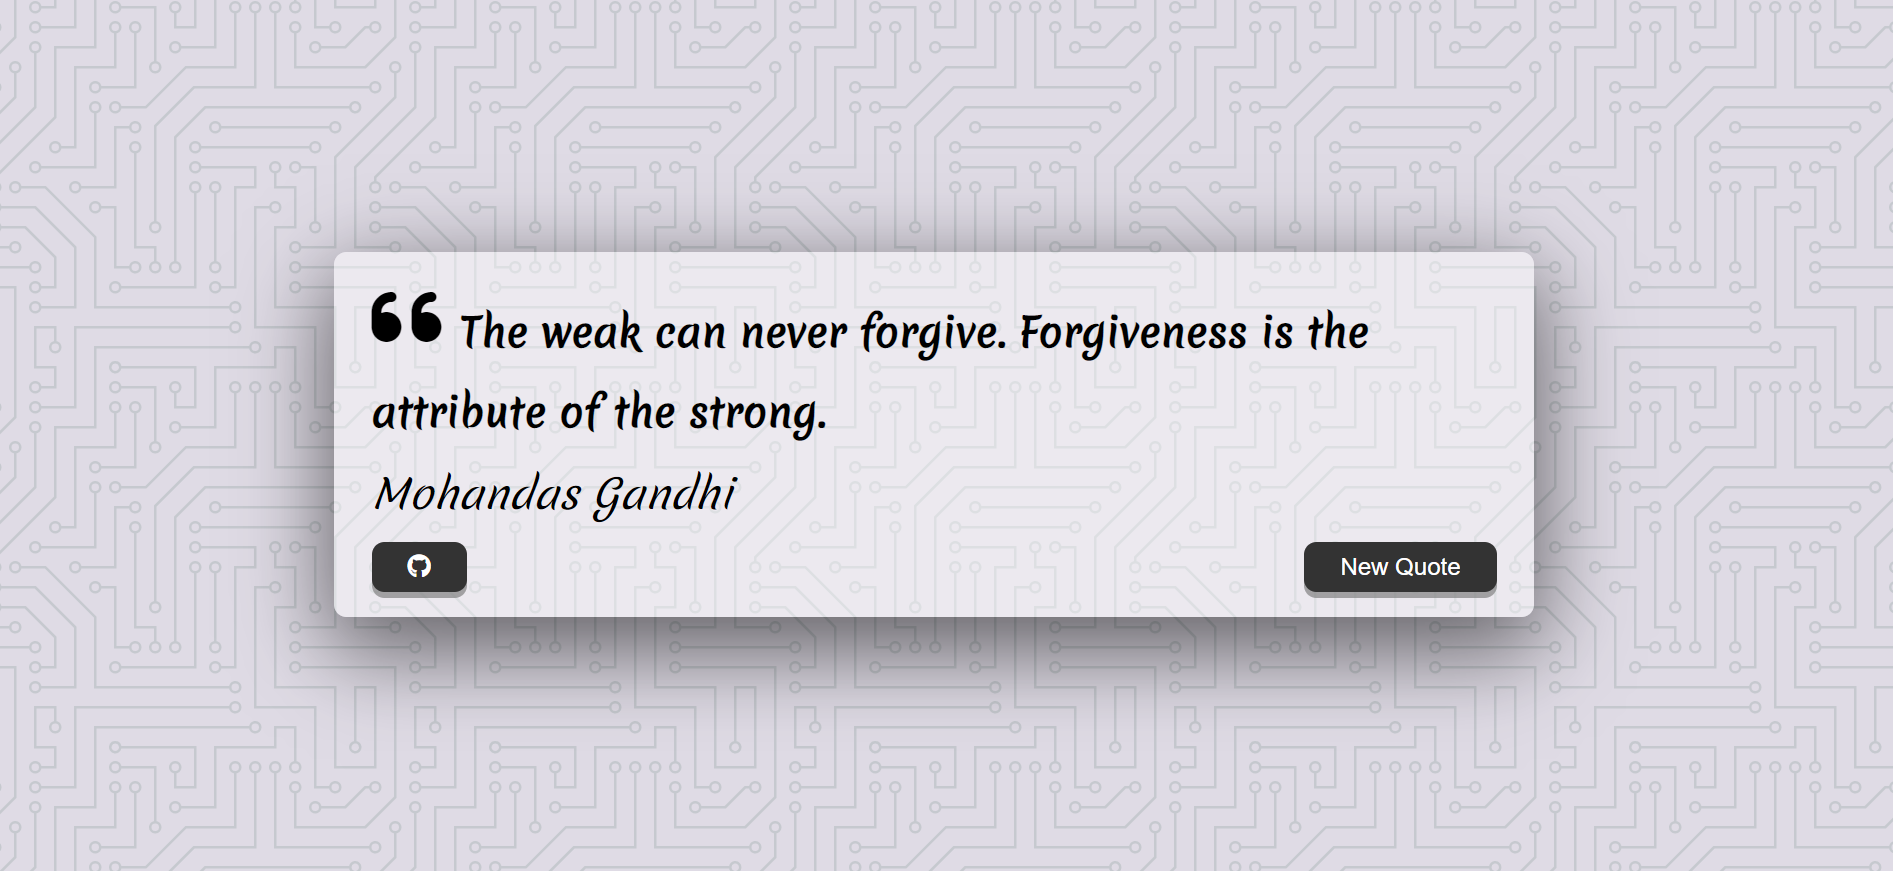 The weak can never forgive. Forgiveness is the
attribute of the strong.
Mohandas Gandhi
New Quote